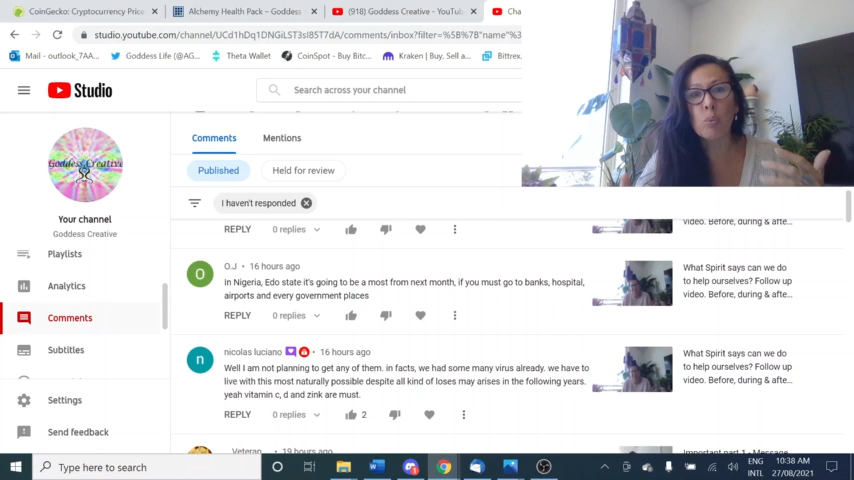 CoinGecko: Cryptocurrency Price
Alchemy Health Pack – Goddess
(918) Goddess Creative - YouTub
Cha
studio.youtube.com/channel/UCd1hDq1DNGiLST3sI85T7dA/comments/inbox?filter=%5B%7B"name"%3
Mail - outlook_7AA...
Goddess Life (@AG...
Theta Wallet
CoinSpot - Buy Bitc...
Kraken | Buy, Sell a...
Bittrex
Studio
Search across your channel
Goddess Creative
Your channel
Goddess Creative
Playlists
Analytics
Comments
Subtitles
Settings
Send feedback
Comments
Mentions
Published
Held for review
I haven't responded
REPLY
0 replies
video. Before, during & afte...
O
O.J • 16 hours ago
In Nigeria, Edo state it's going to be a most from next month, if you must go to banks, hospital,
airports and every government places
REPLY
0 replies
What Spirit says can we do
to help ourselves? Follow up
video. Before, during & afte...
n
nicolas luciano
• 16 hours ago
Well I am not planning to get any of them. in facts, we had some many virus already. we have to
live with this most naturally possible despite all kind of loses may arises in the following years.
yeah vitamin c, d and zink are must.
REPLY
0 replies
2
What Spirit says can we do
to help ourselves? Follow up
video. Before, during & afte...
Veteran
19 hours ago
Important part 1 - Message
Type here to search
ENG
INTL
10:38 AM
27/08/2021